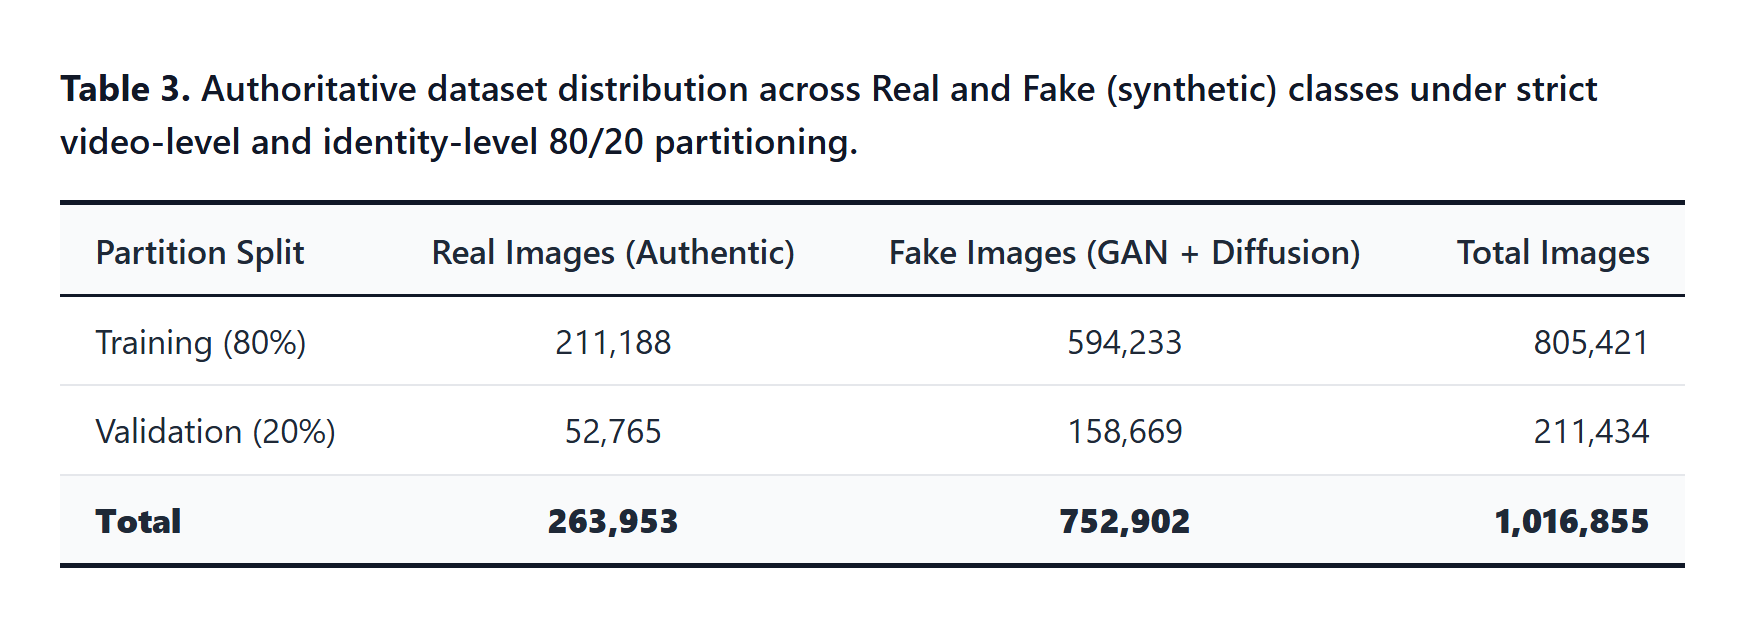 Table 3. Authoritative dataset distribution across Real and Fake (synthetic) classes under strict
video-level and identity-level 80/20 partitioning.
Partition Split Real Images (Authentic) Fake Images (GAN + Diffusion) Total Images
Training (80%) 211,188 594,233 805,421
Validation (20%) 52,765 158,669 211,434
Total 263,953 752,902 1,016,855